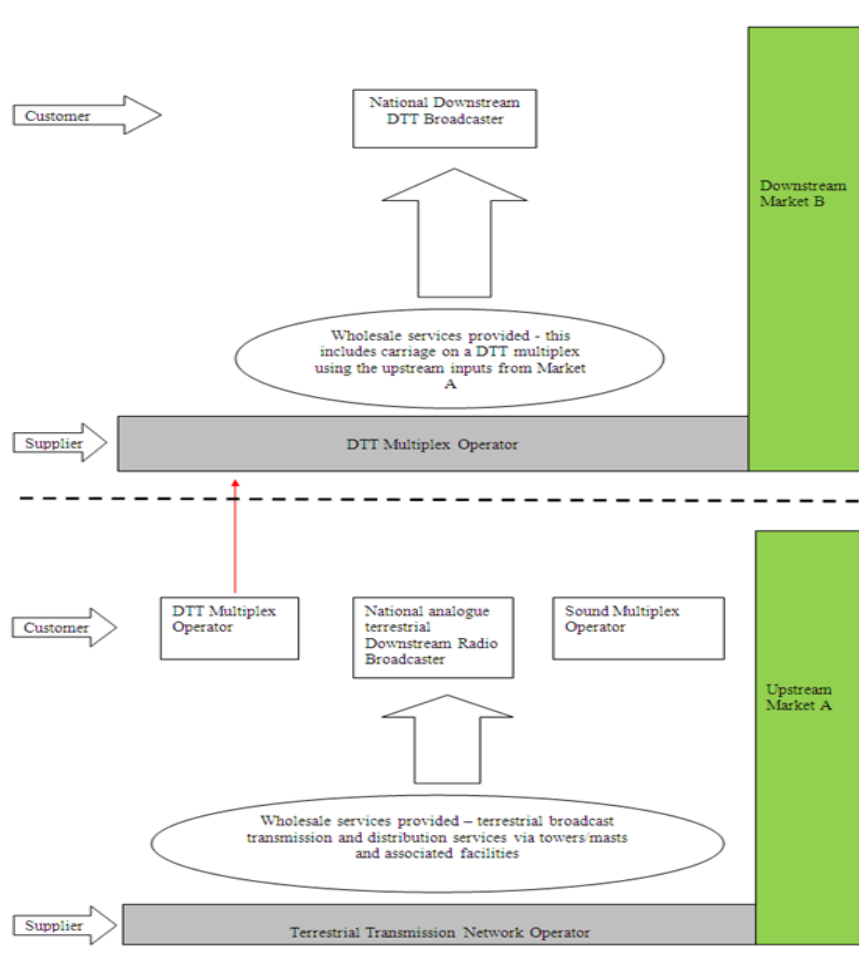 National Downstream
DTT Broadcaster
Customer
Downstream
Market B
Wholesale services provided - this
includes carriage on a DTT multiplex
using the upstream inputs from Market
A
Supplier
DTT Multiplex Operator
DTT Multiplex
Operator
National analogue
terrestrial
Downstream Radio
Broadcaster
Sound Multiplex
Operator
Customer
Upstream
Market A
Wholesale services provided – terrestrial broadcast
transmission and distribution services via towers/masts
and associated facilities
Supplier
Terrestrial Transmission Network Operator